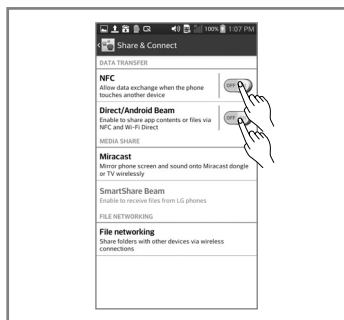 100% 1:07 PM
Share & Connect
DATA TRANSFER
NFC
Allow data exchange when the phone
touches another device
OFF
Direct/Android Beam
Enable to share app contents or files via
NFC and Wi-Fi Direct
OFF
MEDIA SHARE
Miracast
Mirror phone screen and sound onto Miracast dongle
or TV wirelessly
SmartShare Beam
Enable to receive files from LG phones
FILE NETWORKING
File networking
Share folders with other devices via wireless
connections